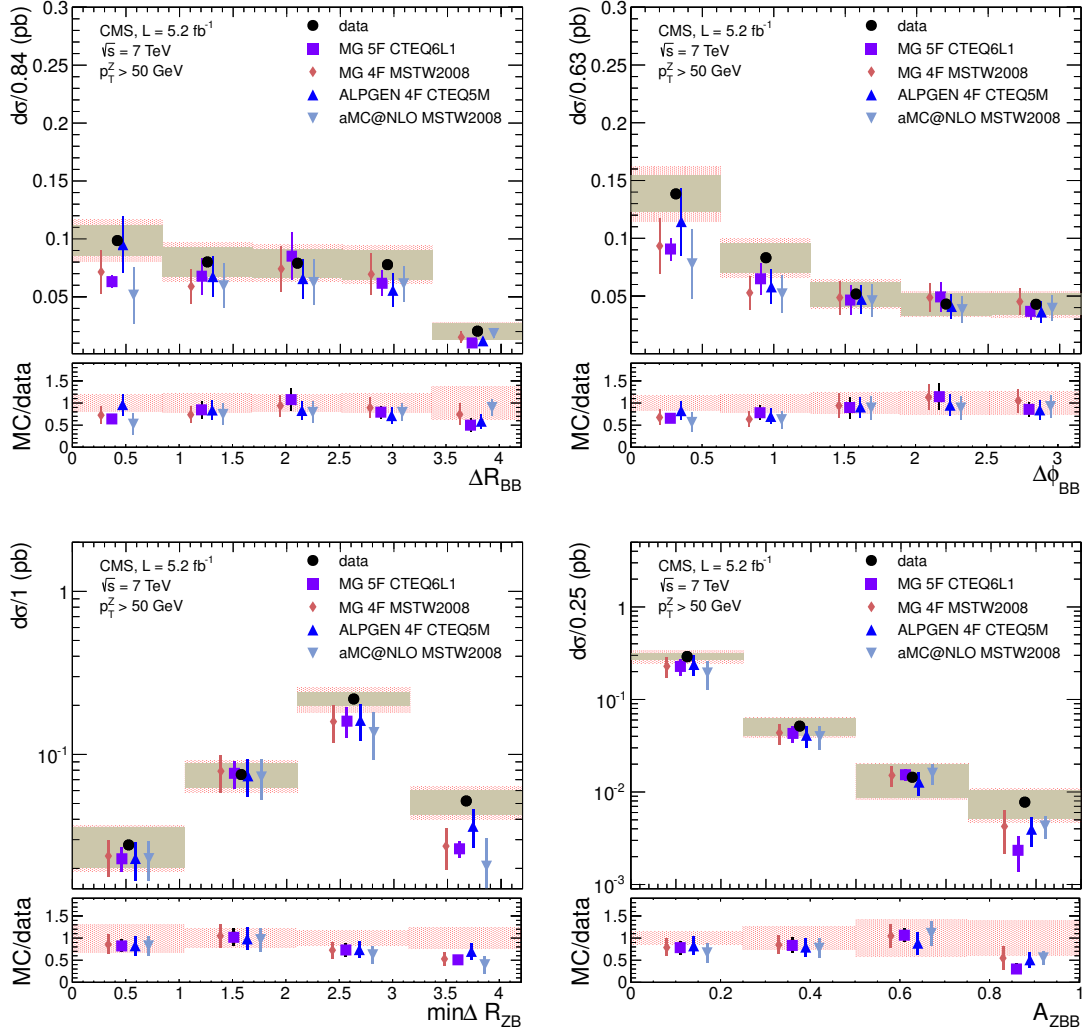 dσ/0.84 (pb)
CMS, L = 5.2 fb⁻¹
√s = 7 TeV
p_T^Z > 50 GeV
data
MG 5F CTEQ6L1
MG 4F MSTW2008
ALPGEN 4F CTEQ5M
aMC@NLO MSTW2008
0.3
0.25
0.2
0.15
0.1
0.05
MC/data
1.5
1
0.5
0
0 0.5 1 1.5 2 2.5 3 3.5 4
ΔR_BB
dσ/0.63 (pb)
CMS, L = 5.2 fb⁻¹
√s = 7 TeV
p_T^Z > 50 GeV
data
MG 5F CTEQ6L1
MG 4F MSTW2008
ALPGEN 4F CTEQ5M
aMC@NLO MSTW2008
0.3
0.25
0.2
0.15
0.1
0.05
MC/data
1.5
1
0.5
0
0 0.5 1 1.5 2 2.5 3
Δϕ_BB
dσ/1 (pb)
CMS, L = 5.2 fb⁻¹
√s = 7 TeV
p_T^Z > 50 GeV
data
MG 5F CTEQ6L1
MG 4F MSTW2008
ALPGEN 4F CTEQ5M
aMC@NLO MSTW2008
1
10⁻¹
MC/data
1.5
1
0.5
0
0 0.5 1 1.5 2 2.5 3 3.5 4
minΔ R_ZB
dσ/0.25 (pb)
CMS, L = 5.2 fb⁻¹
√s = 7 TeV
p_T^Z > 50 GeV
data
MG 5F CTEQ6L1
MG 4F MSTW2008
ALPGEN 4F CTEQ5M
aMC@NLO MSTW2008
1
10⁻¹
10⁻²
10⁻³
MC/data
1.5
1
0.5
0
0 0.2 0.4 0.6 0.8 1
A_ZBB